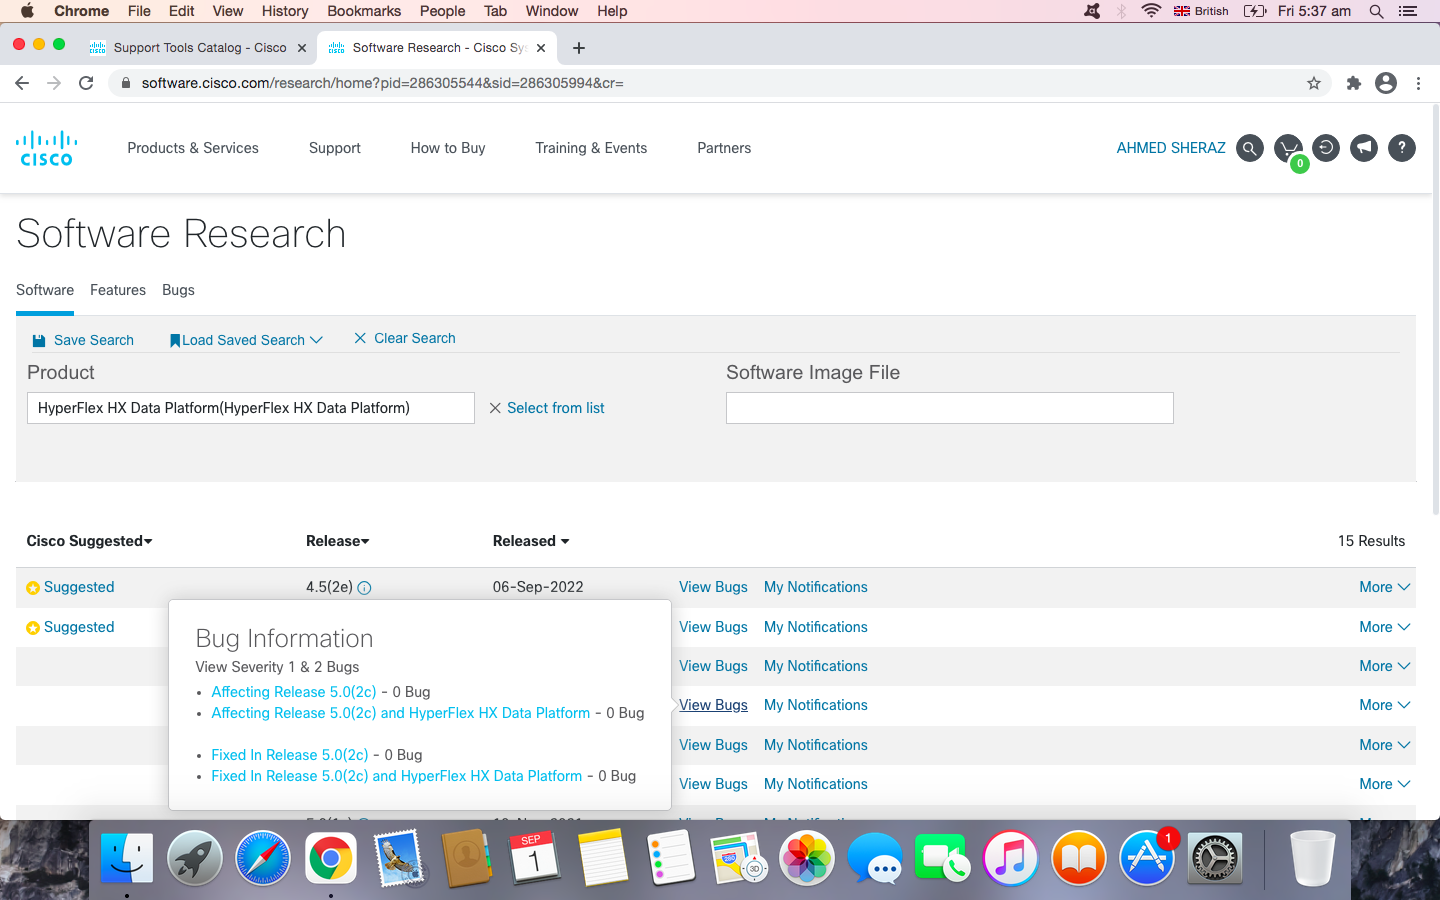 Chrome File Edit View History Bookmarks People Tab Window Help British Fri 5:37 am
Support Tools Catalog - Cisco Software Research - Cisco Sy
software.cisco.com/research/home?pid=286305544&sid=286305994&cr=
CISCO Products & Services Support How to Buy Training & Events Partners AHMED SHERAZ ? 0
Software Research
Software Features Bugs
Save Search Load Saved Search Clear Search
Product Software Image File
HyperFlex HX Data Platform(HyperFlex HX Data Platform) Select from list
Cisco Suggested Release Released 15 Results
Suggested 4.5(2e) 06-Sep-2022 View Bugs My Notifications More
Suggested View Bugs My Notifications More
View Bugs My Notifications More
View Bugs My Notifications More
View Bugs My Notifications More
View Bugs My Notifications More
Bug Information
View Severity 1 & 2 Bugs
• Affecting Release 5.0(2c) - 0 Bug
• Affecting Release 5.0(2c) and HyperFlex HX Data Platform - 0 Bug
• Fixed In Release 5.0(2c) - 0 Bug
• Fixed In Release 5.0(2c) and HyperFlex HX Data Platform - 0 Bug
SEP
1
3D
1